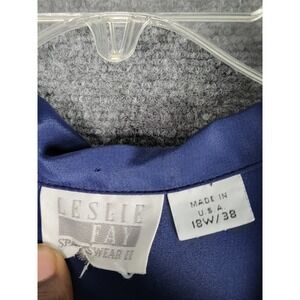 LESLIE
FAY
SPORTSWEAR II
MADE IN
U.S.A
18W/38